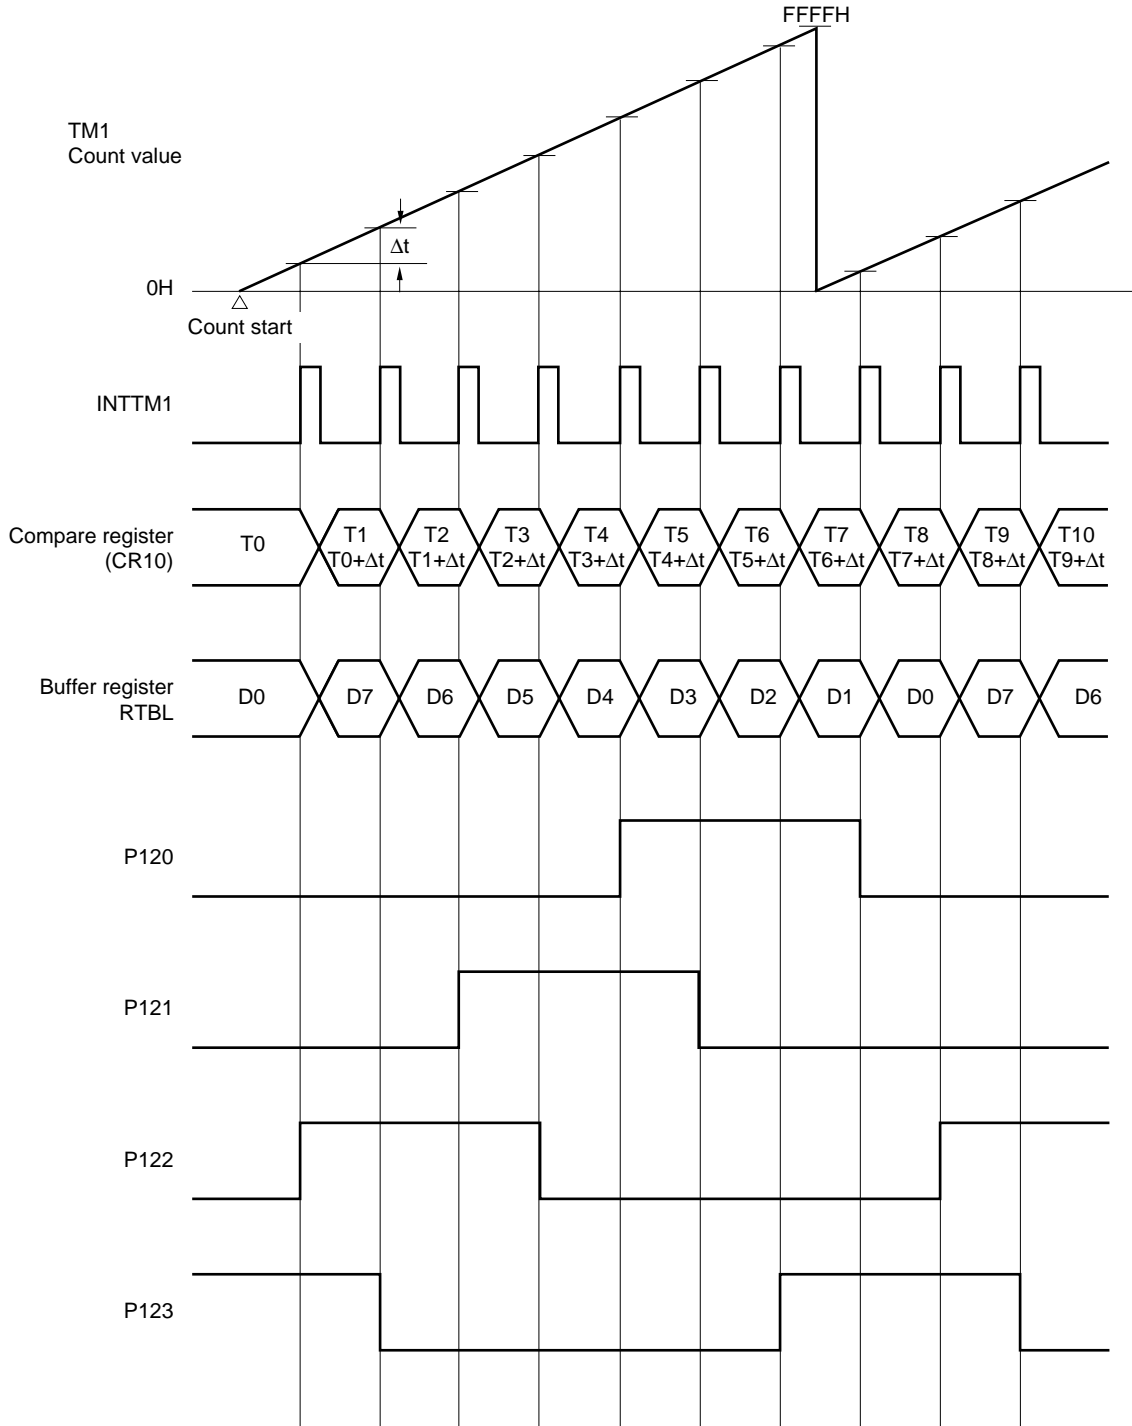 FFFFH
TM1
Count value
Δt
0H
Count start
INTTM1
Compare register
(CR10)
T0
T1
T0+Δt
T2
T1+Δt
T3
T2+Δt
T4
T3+Δt
T5
T4+Δt
T6
T5+Δt
T7
T6+Δt
T8
T7+Δt
T9
T8+Δt
T10
T9+Δt
Buffer register
RTBL
D0
D7
D6
D5
D4
D3
D2
D1
D0
D7
D6
P120
P121
P122
P123